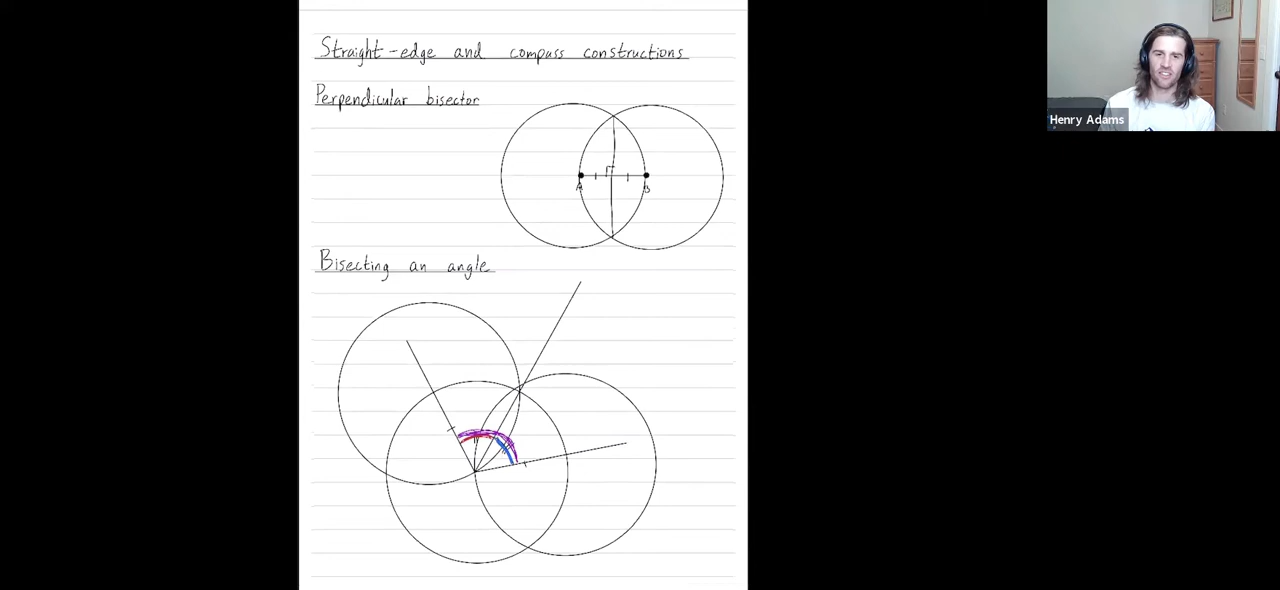 Straight-edge and compass constructions
Perpendicular bisector
A
B
Bisecting an angle
Henry Adams